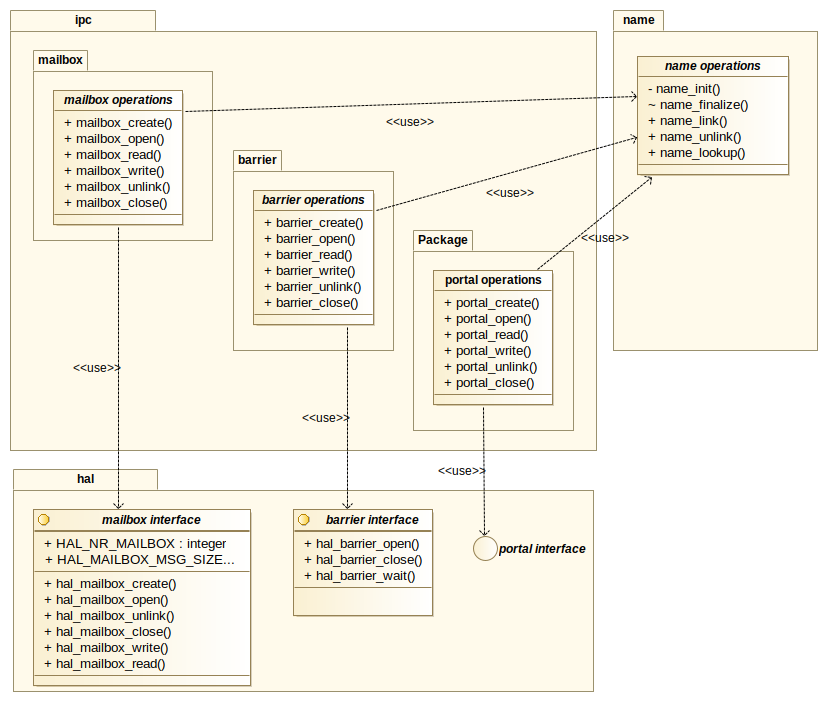 ipc
name
mailbox
mailbox operations
+ mailbox_create()
+ mailbox_open()
+ mailbox_read()
+ mailbox_write()
+ mailbox_unlink()
+ mailbox_close()
<<use>>
name operations
- name_init()
~ name_finalize()
+ name_link()
+ name_unlink()
+ name_lookup()
barrier
barrier operations
+ barrier_create()
+ barrier_open()
+ barrier_read()
+ barrier_write()
+ barrier_unlink()
+ barrier_close()
<<use>>
Package
<<use>>
portal operations
+ portal_create()
+ portal_open()
+ portal_read()
+ portal_write()
+ portal_unlink()
+ portal_close()
<<use>>
<<use>>
<<use>>
hal
mailbox interface
+ HAL_NR_MAILBOX : integer
+ HAL_MAILBOX_MSG_SIZE...
+ hal_mailbox_create()
+ hal_mailbox_open()
+ hal_mailbox_unlink()
+ hal_mailbox_close()
+ hal_mailbox_write()
+ hal_mailbox_read()
barrier interface
+ hal_barrier_open()
+ hal_barrier_close()
+ hal_barrier_wait()
portal interface